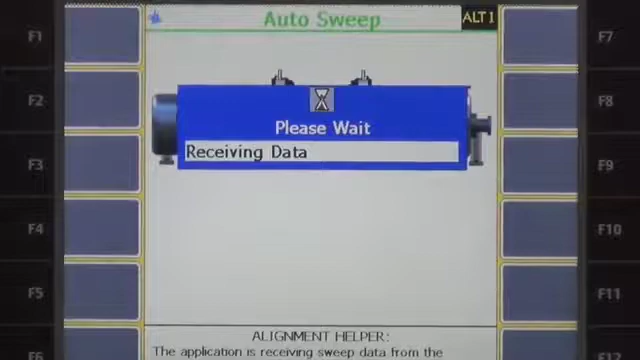 Auto Sweep
ALT 1
F1
F7
F2
F8
Please Wait
Receiving Data
F3
F9
F4
F10
F5
F11
ALIGNMENT HELPER:
The application is receiving sweep data from the
F6
F12